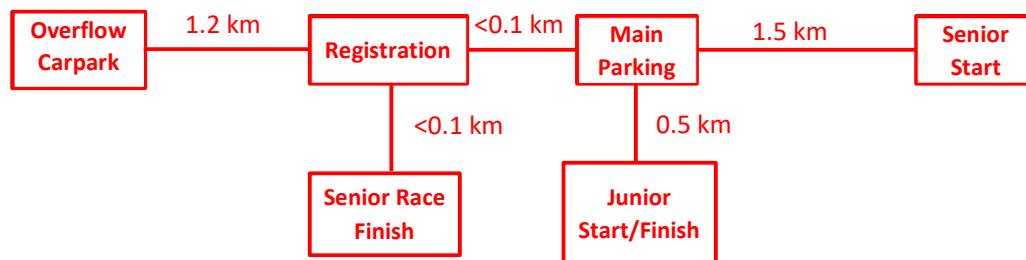 Overflow
Carpark
1.2 km
Registration
<0.1 km
Main
Parking
1.5 km
Senior
Start
<0.1 km
0.5 km
Senior Race
Finish
Junior
Start/Finish